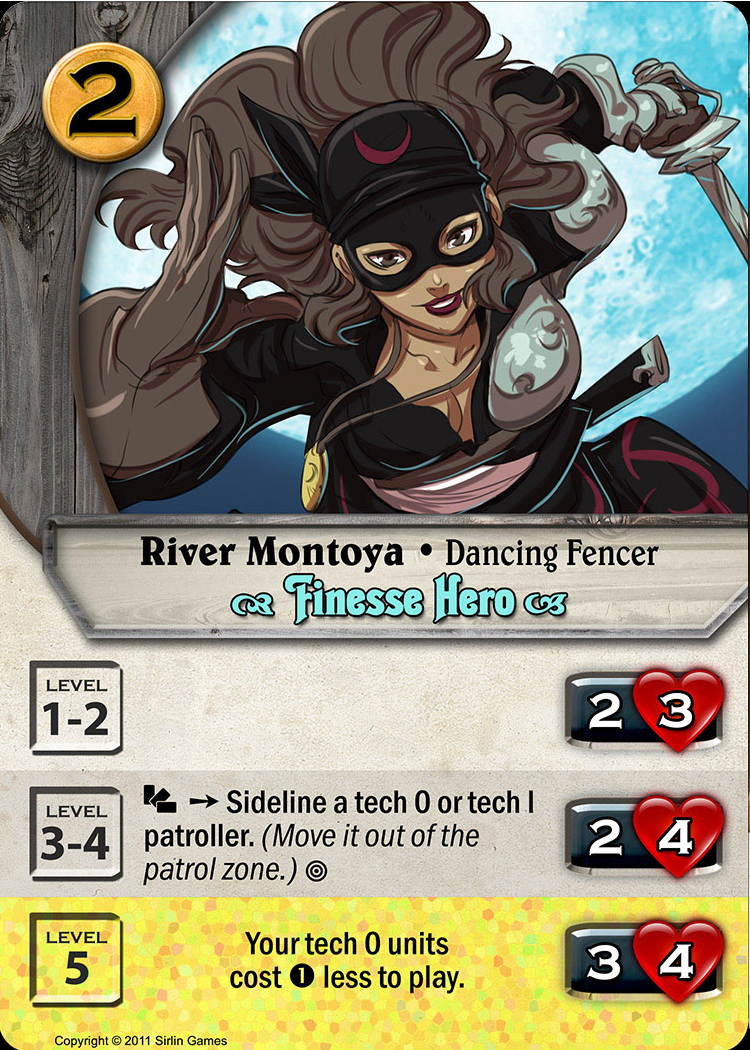 2
River Montoya • Dancing Fencer
Finesse Hero
LEVEL
1-2
2 3
LEVEL
3-4
→ Sideline a tech 0 or tech I
patroller. (Move it out of the
patrol zone.) ◎
2 4
LEVEL
5
Your tech 0 units
cost ❶ less to play.
3 4
Copyright © 2011 Sirlin Games